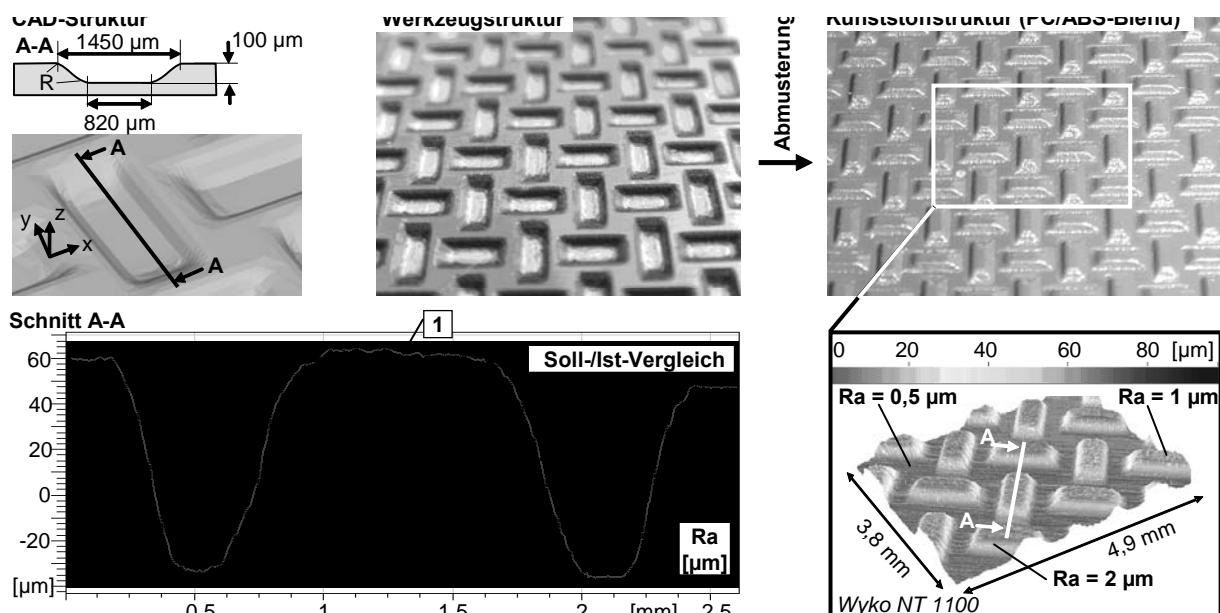 CAD-Struktur
A-A
1450 µm
100 µm
R
820 µm
A
A
y
z
x
Werkzeugstruktur
Abmusterung
Kunststoffstruktur (PC/ABS-Blend)
Schnitt A-A
1
Soll-/Ist-Vergleich
60
40
20
0
-20
[µm]
Ra
[µm]
0.5
1
[mm]
2
2.5
0
20
40
60
80
[µm]
Ra = 0,5 µm
Ra = 1 µm
A
A
3,8 mm
4,9 mm
Ra = 2 µm
Wyko NT 1100